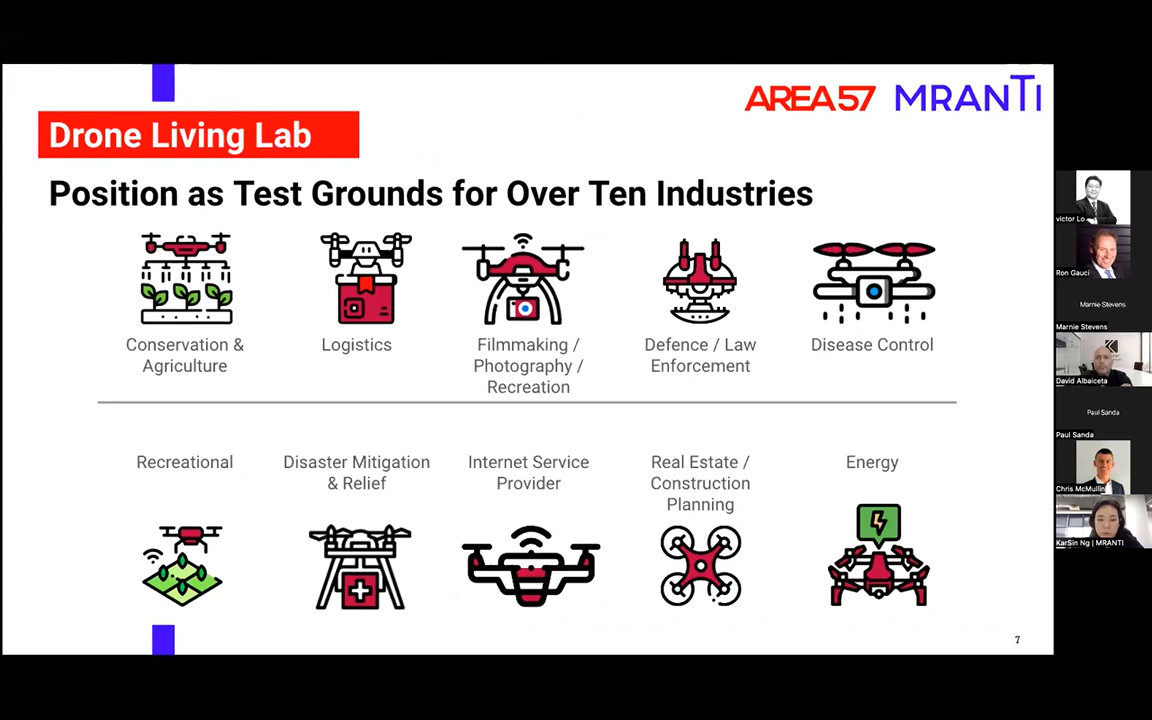 AREA57 MRANTI
Drone Living Lab
Position as Test Grounds for Over Ten Industries
Conservation &
Agriculture
Logistics
Filmmaking /
Photography /
Recreation
Defence / Law
Enforcement
Disease Control
Recreational
Disaster Mitigation
& Relief
Internet Service
Provider
Real Estate /
Construction
Planning
Energy
7
victor Lo
Ron Gauci
Marnie Stevens
Marnie Stevens
David Albaiceta
Paul Sanda
Paul Sanda
Chris McMullin
KarSin Ng | MRANTI